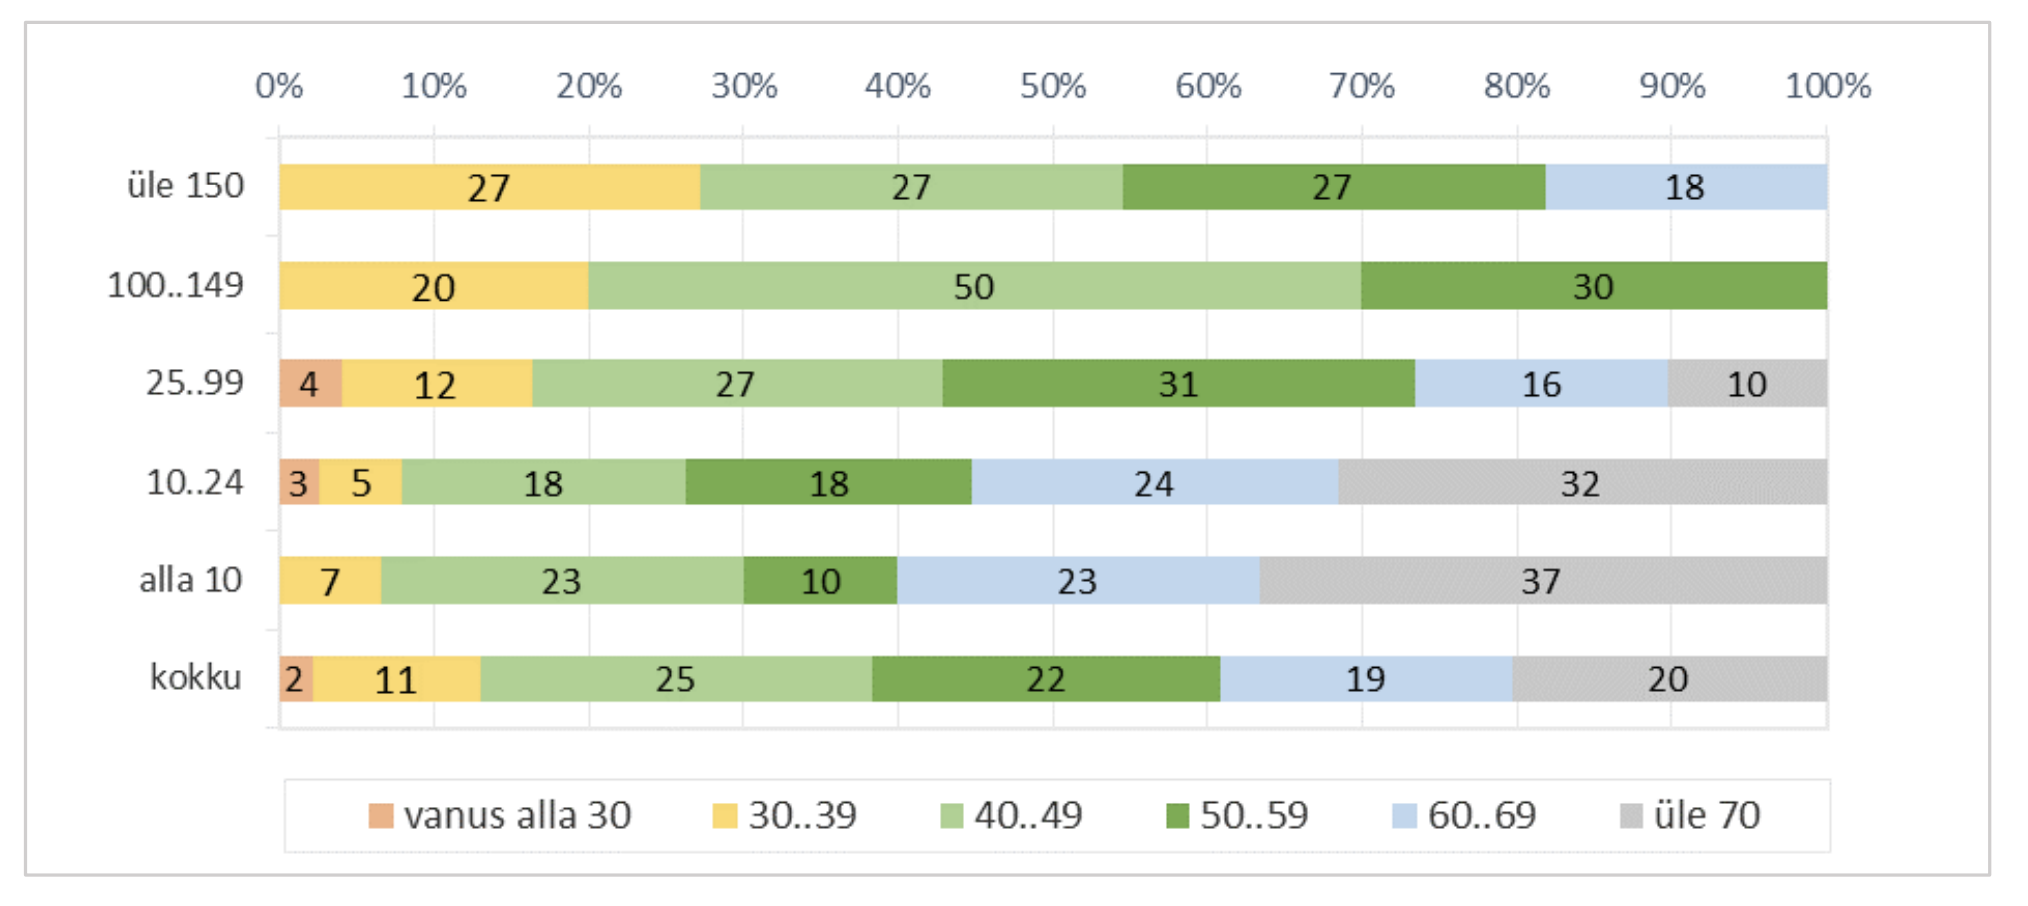 0% 10% 20% 30% 40% 50% 60% 70% 80% 90% 100%
üle 150 27 27 27 18
100..149 20 50 30
25..99 4 12 27 31 16 10
10..24 3 5 18 18 24 32
alla 10 7 23 10 23 37
kokku 2 11 25 22 19 20
vanus alla 30 30..39 40..49 50..59 60..69 üle 70